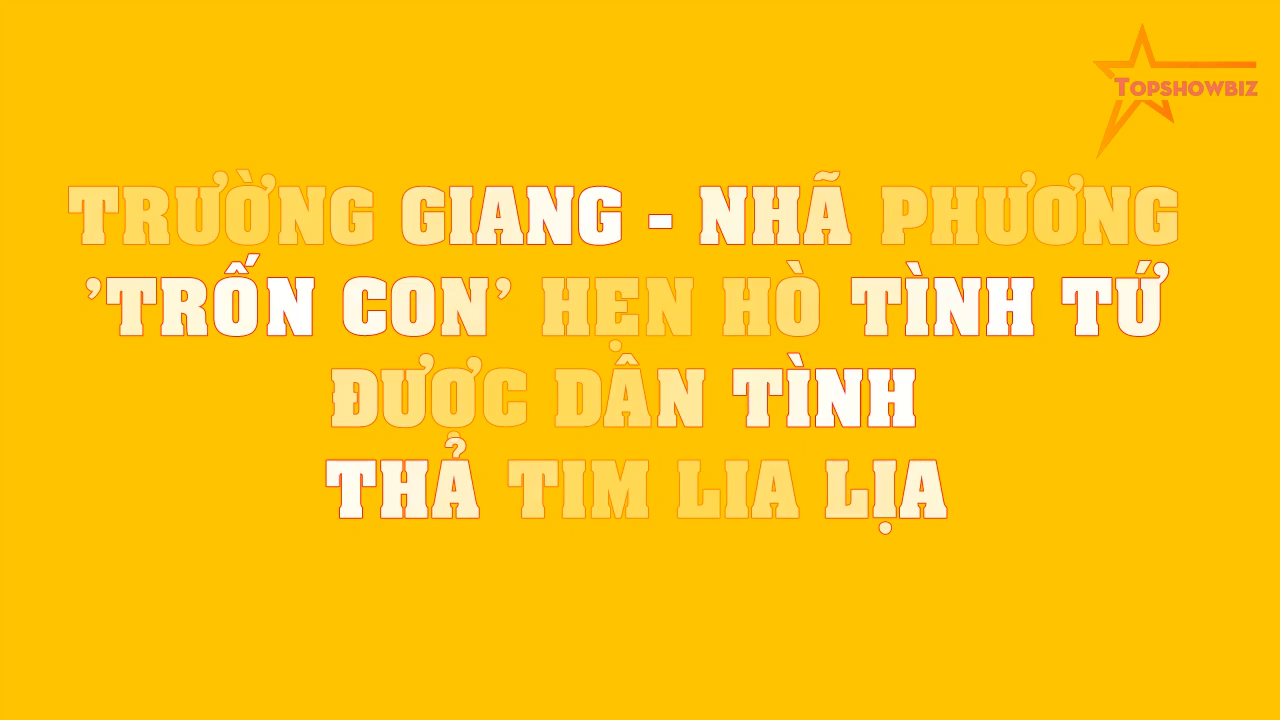 TOPSHOWBIZ
TRƯỜNG GIANG - NHÃ PHƯƠNG
'TRỐN CON' HẸN HÒ TÌNH TỨ
ĐƯỢC DÂN TÌNH
THẢ TIM LIA LỊA